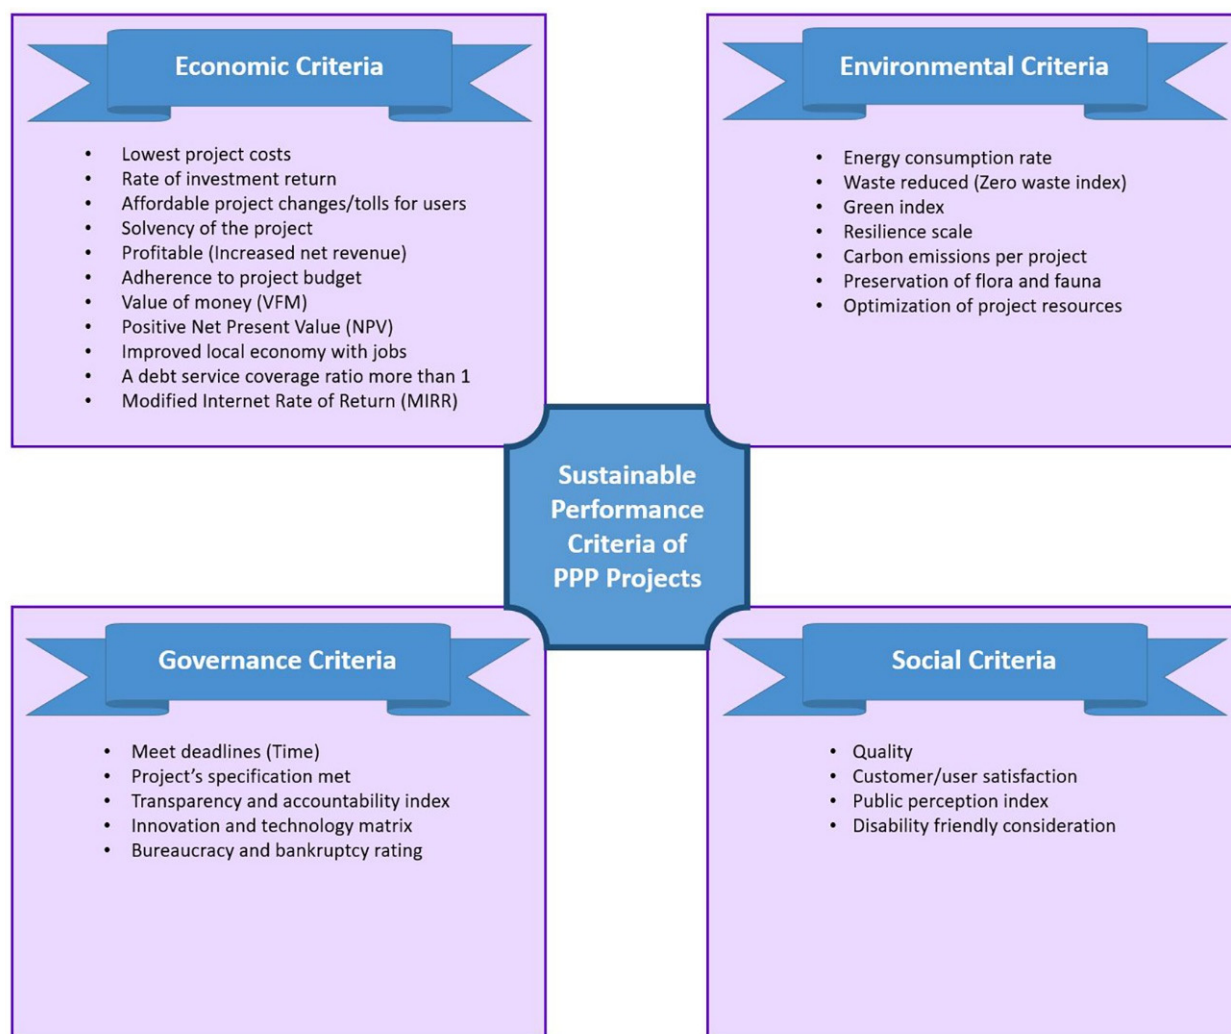 Economic Criteria
• Lowest project costs
• Rate of investment return
• Affordable project changes/tolls for users
• Solvency of the project
• Profitable (Increased net revenue)
• Adherence to project budget
• Value of money (VFM)
• Positive Net Present Value (NPV)
• Improved local economy with jobs
• A debt service coverage ratio more than 1
• Modified Internet Rate of Return (MIRR)
Environmental Criteria
• Energy consumption rate
• Waste reduced (Zero waste index)
• Green index
• Resilience scale
• Carbon emissions per project
• Preservation of flora and fauna
• Optimization of project resources
Sustainable
Performance
Criteria of
PPP Projects
Governance Criteria
• Meet deadlines (Time)
• Project’s specification met
• Transparency and accountability index
• Innovation and technology matrix
• Bureaucracy and bankruptcy rating
Social Criteria
• Quality
• Customer/user satisfaction
• Public perception index
• Disability friendly consideration